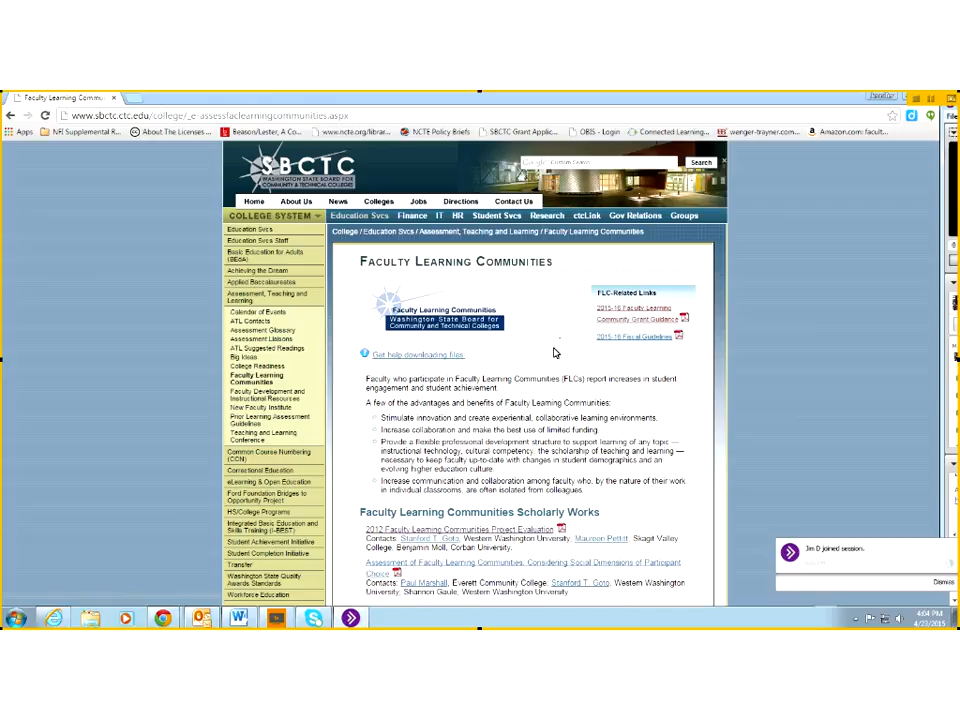 Faculty Learning Commu
www.sbctc.ctc.edu/college/_e-assessfaclearningcommunities.aspx
Apps
NFI Supplemental R...
About The Licenses ...
Beason/Lester, A Co...
www.ncte.org/librar...
NCTE Policy Briefs
SBCTC Grant Applic...
OBIS - Login
Connected Learning...
wenger-trayner.com...
Amazon.com: facult...
SBCTC
WASHINGTON STATE BOARD FOR
COMMUNITY & TECHNICAL COLLEGES
Google Custom Search
Search
Home About Us News Colleges Jobs Directions Contact Us
COLLEGE SYSTEM
Education Svcs Finance IT HR Student Svcs Research ctcLink Gov Relations Groups
College / Education Svcs / Assessment, Teaching and Learning / Faculty Learning Communities
Education Svcs
Education Svcs Staff
Basic Education for Adults
(BEdA)
Achieving the Dream
Applied Baccalaureates
Assessment, Teaching and
Learning
Calendar of Events
ATL Contacts
Assessment Glossary
Assessment Liaisons
ATL Suggested Readings
Big Ideas
College Readiness
Faculty Learning
Communities
Faculty Development and
Instructional Resources
New Faculty Institute
Prior Learning Assessment
Guidelines
Teaching and Learning
Conference
Common Course Numbering
(CCN)
Correctional Education
eLearning & Open Education
Ford Foundation Bridges to
Opportunity Project
HS/College Programs
Integrated Basic Education and
Skills Training (I-BEST)
Student Achievement Initiative
Student Completion Initiative
Transfer
Washington State Quality
Awards Standards
Workforce Education
FACULTY LEARNING COMMUNITIES
Faculty Learning Communities
Washington State Board for
Community and Technical Colleges
FLC-Related Links
2015-16 Faculty Learning
Community Grant Guidance
2015-16 Fiscal Guidelines
Get help downloading files.
Faculty who participate in Faculty Learning Communities (FLCs) report increases in student
engagement and student achievement.
A few of the advantages and benefits of Faculty Learning Communities:
Stimulate innovation and create experiential, collaborative learning environments.
Increase collaboration and make the best use of limited funding.
Provide a flexible professional development structure to support learning of any topic —
instructional technology, cultural competency, the scholarship of teaching and learning —
necessary to keep faculty up-to-date with changes in student demographics and an
evolving higher education culture.
Increase communication and collaboration among faculty who, by the nature of their work
in individual classrooms, are often isolated from colleagues.
Faculty Learning Communities Scholarly Works
2012 Faculty Learning Communities Project Evaluation
Contacts: Stanford T. Goto, Western Washington University, Maureen Pettitt, Skagit Valley
College, Benjamin Moll, Corban University.
Assessment of Faculty Learning Communities, Considering Social Dimensions of Participant
Choice
Contacts: Paul Marshall, Everett Community College, Stanford T. Goto, Western Washington
University, Shannon Gaule, Western Washington University.
Jim D joined session.
Dismiss
4:04 PM
4/23/2015